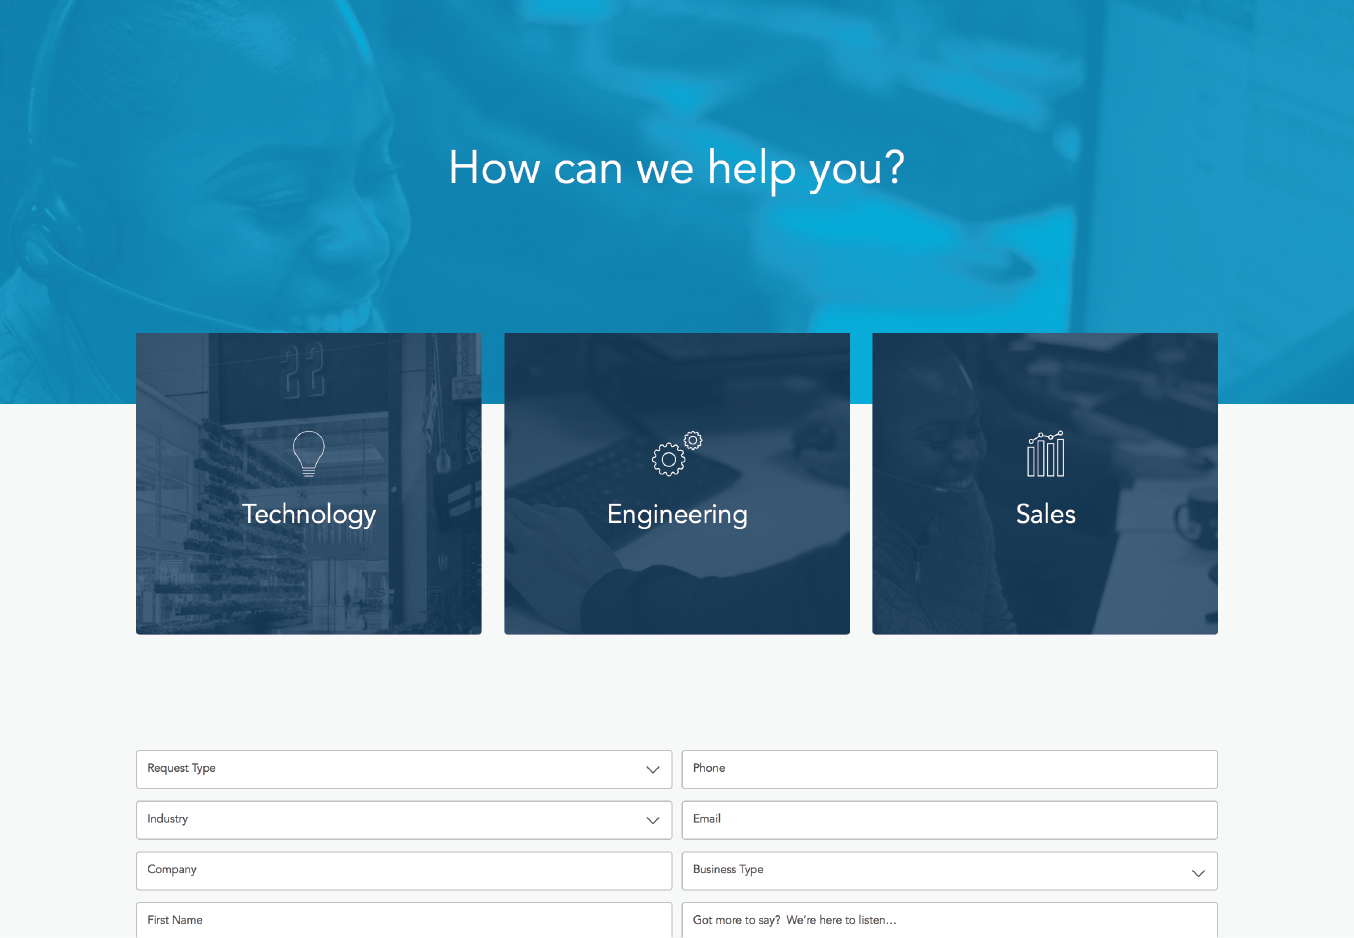 How can we help you?
22
Technology
Engineering
Sales
Request Type
Phone
Industry
Email
Company
Business Type
First Name
Got more to say? We're here to listen...